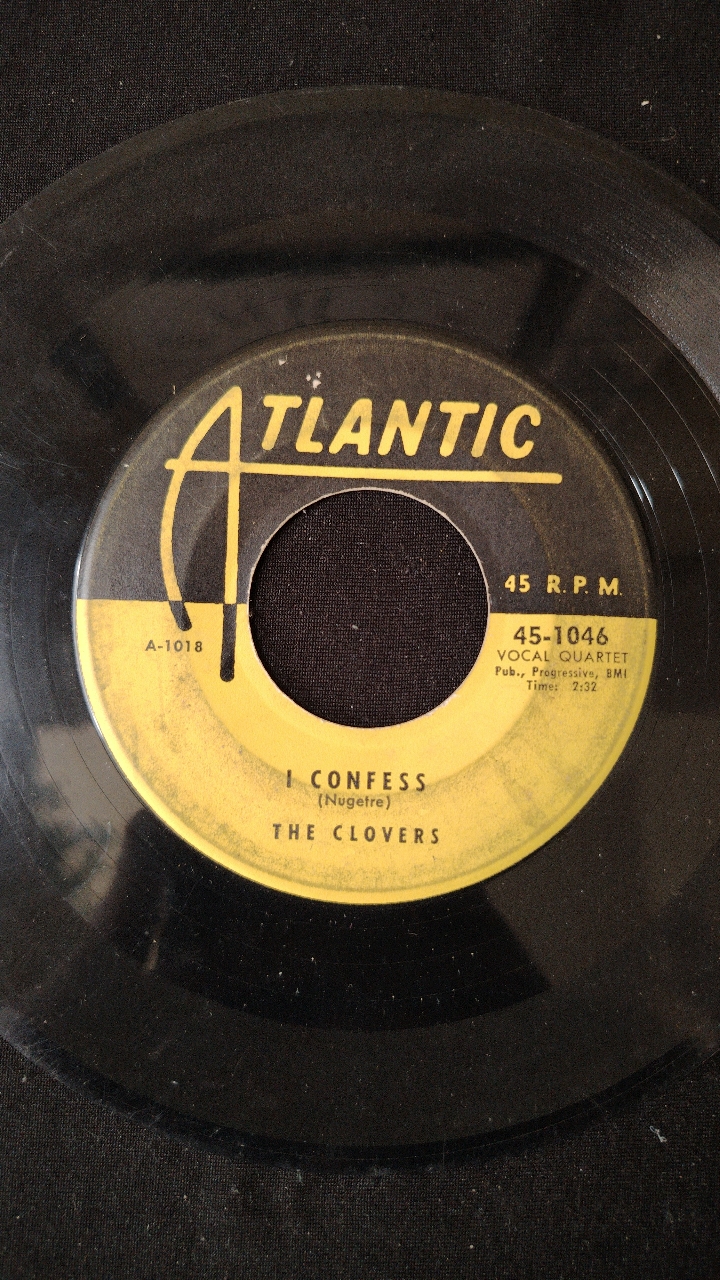 ATLANTIC
45 R.P.M.
A-1018
45-1046
VOCAL QUARTET
Pub., Progressive, BMI
Time: 2:32
I CONFESS
(Nugetre)
THE CLOVERS